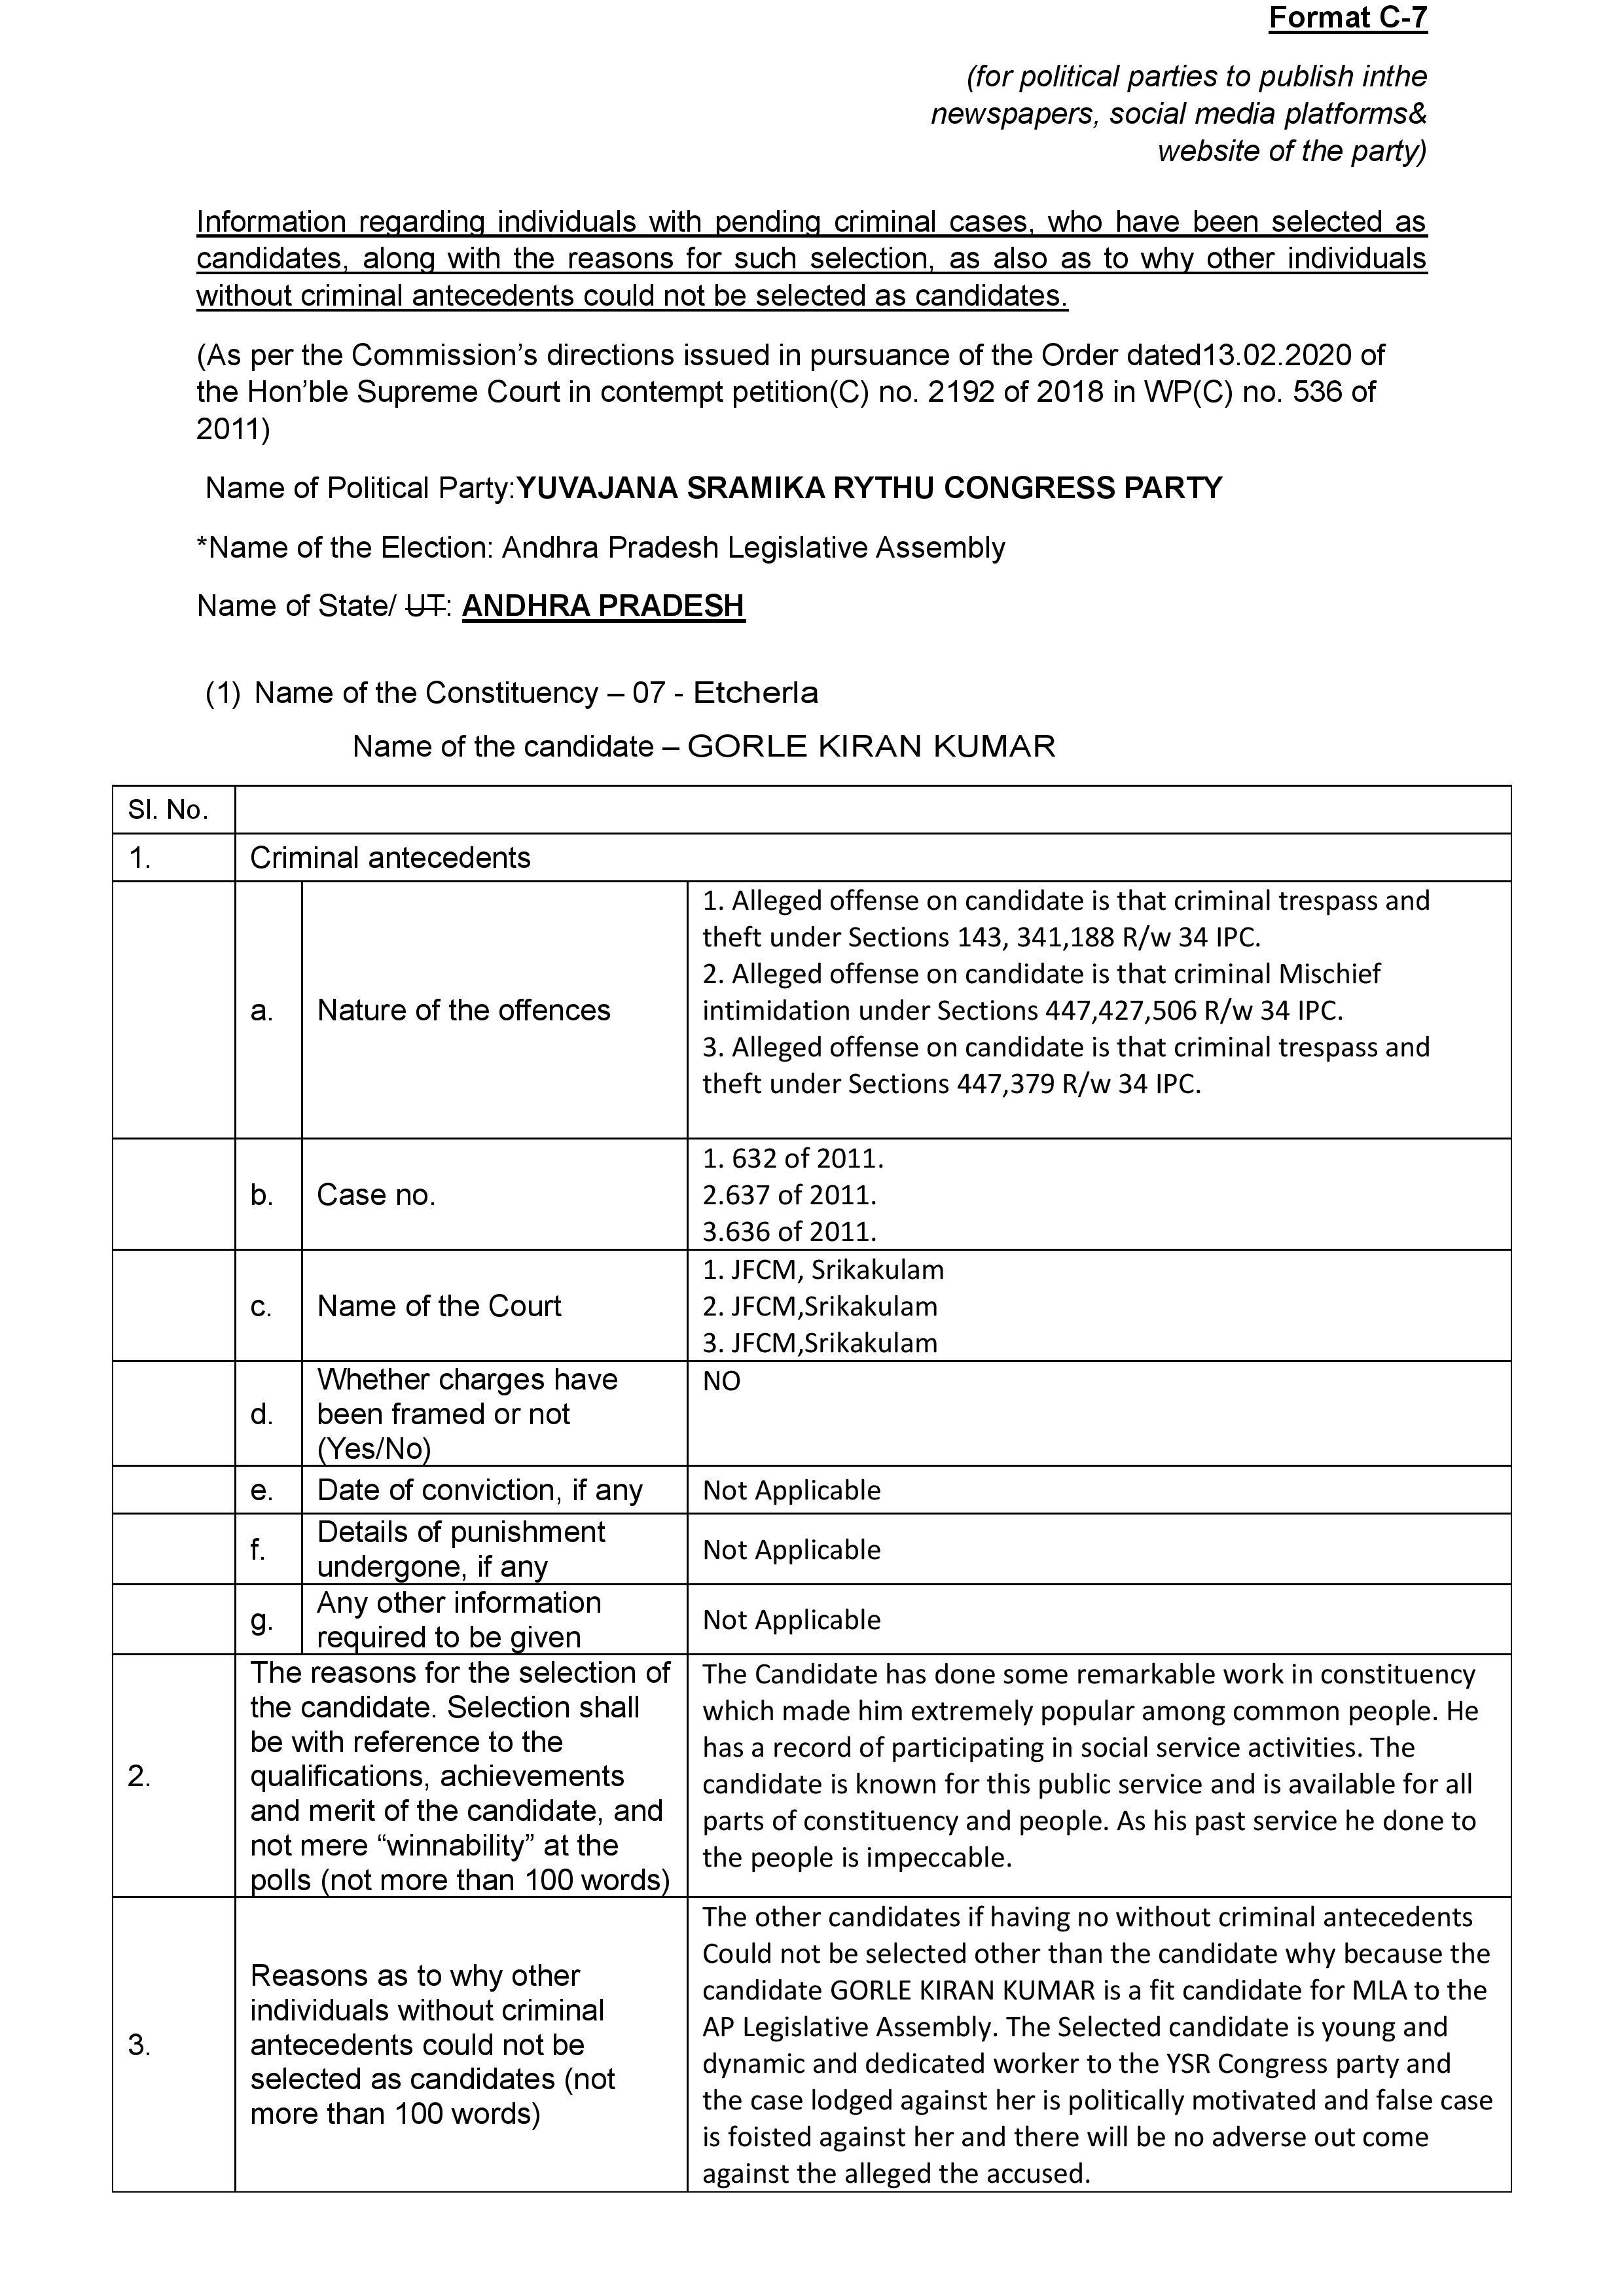 Format C-7
(for political parties to publish inthe
newspapers, social media platforms&
website of the party)
Information regarding individuals with pending criminal cases, who have been selected as
candidates, along with the reasons for such selection, as also as to why other individuals
without criminal antecedents could not be selected as candidates.
(As per the Commission’s directions issued in pursuance of the Order dated13.02.2020 of
the Hon’ble Supreme Court in contempt petition(C) no. 2192 of 2018 in WP(C) no. 536 of
2011)
Name of Political Party:YUVAJANA SRAMIKA RYTHU CONGRESS PARTY
*Name of the Election: Andhra Pradesh Legislative Assembly
Name of State/ UT: ANDHRA PRADESH
(1) Name of the Constituency – 07 - Etcherla
Name of the candidate – GORLE KIRAN KUMAR
Sl. No.
1. Criminal antecedents
a. Nature of the offences
1. Alleged offense on candidate is that criminal trespass and
theft under Sections 143, 341,188 R/w 34 IPC.
2. Alleged offense on candidate is that criminal Mischief
intimidation under Sections 447,427,506 R/w 34 IPC.
3. Alleged offense on candidate is that criminal trespass and
theft under Sections 447,379 R/w 34 IPC.
b. Case no.
1. 632 of 2011.
2.637 of 2011.
3.636 of 2011.
c. Name of the Court
1. JFCM, Srikakulam
2. JFCM,Srikakulam
3. JFCM,Srikakulam
d.
Whether charges have
been framed or not
(Yes/No)
NO
e. Date of conviction, if any Not Applicable
f.
Details of punishment
undergone, if any
Not Applicable
g.
Any other information
required to be given
Not Applicable
2.
The reasons for the selection of
the candidate. Selection shall
be with reference to the
qualifications, achievements
and merit of the candidate, and
not mere “winnability” at the
polls (not more than 100 words)
The Candidate has done some remarkable work in constituency
which made him extremely popular among common people. He
has a record of participating in social service activities. The
candidate is known for this public service and is available for all
parts of constituency and people. As his past service he done to
the people is impeccable.
3.
Reasons as to why other
individuals without criminal
antecedents could not be
selected as candidates (not
more than 100 words)
The other candidates if having no without criminal antecedents
Could not be selected other than the candidate why because the
candidate GORLE KIRAN KUMAR is a fit candidate for MLA to the
AP Legislative Assembly. The Selected candidate is young and
dynamic and dedicated worker to the YSR Congress party and
the case lodged against her is politically motivated and false case
is foisted against her and there will be no adverse out come
against the alleged the accused.